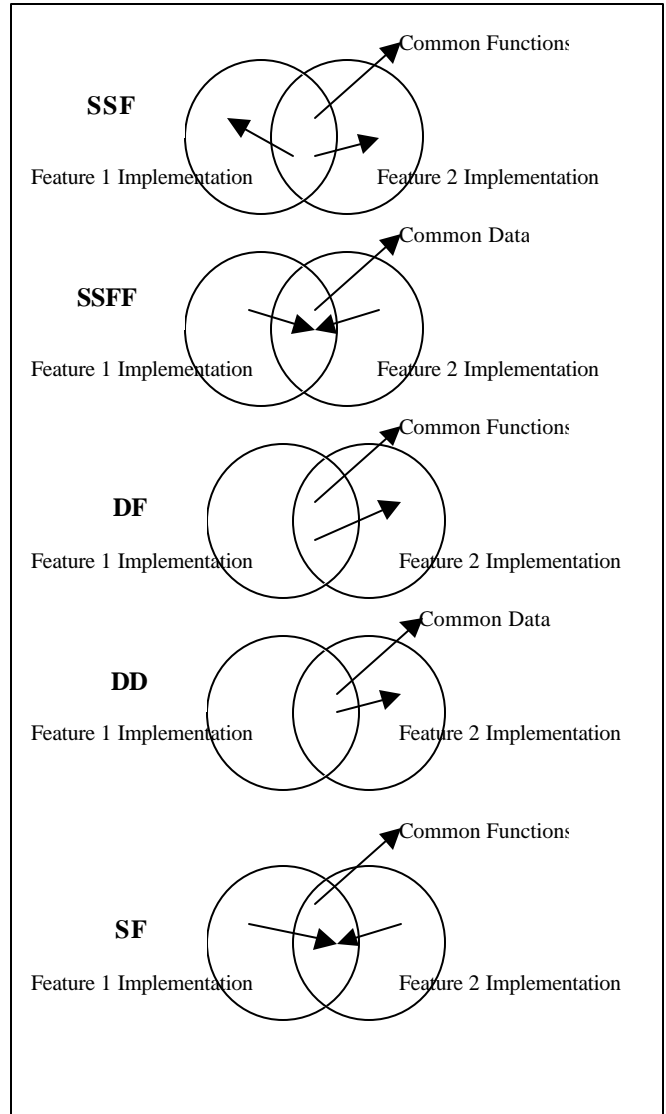 Common Functions
SSF
Feature 1 Implementation Feature 2 Implementation
Common Data
SSFF
Feature 1 Implementation Feature 2 Implementation
Common Functions
DF
Feature 1 Implementation Feature 2 Implementation
Common Data
DD
Feature 1 Implementation Feature 2 Implementation
Common Functions
SF
Feature 1 Implementation Feature 2 Implementation